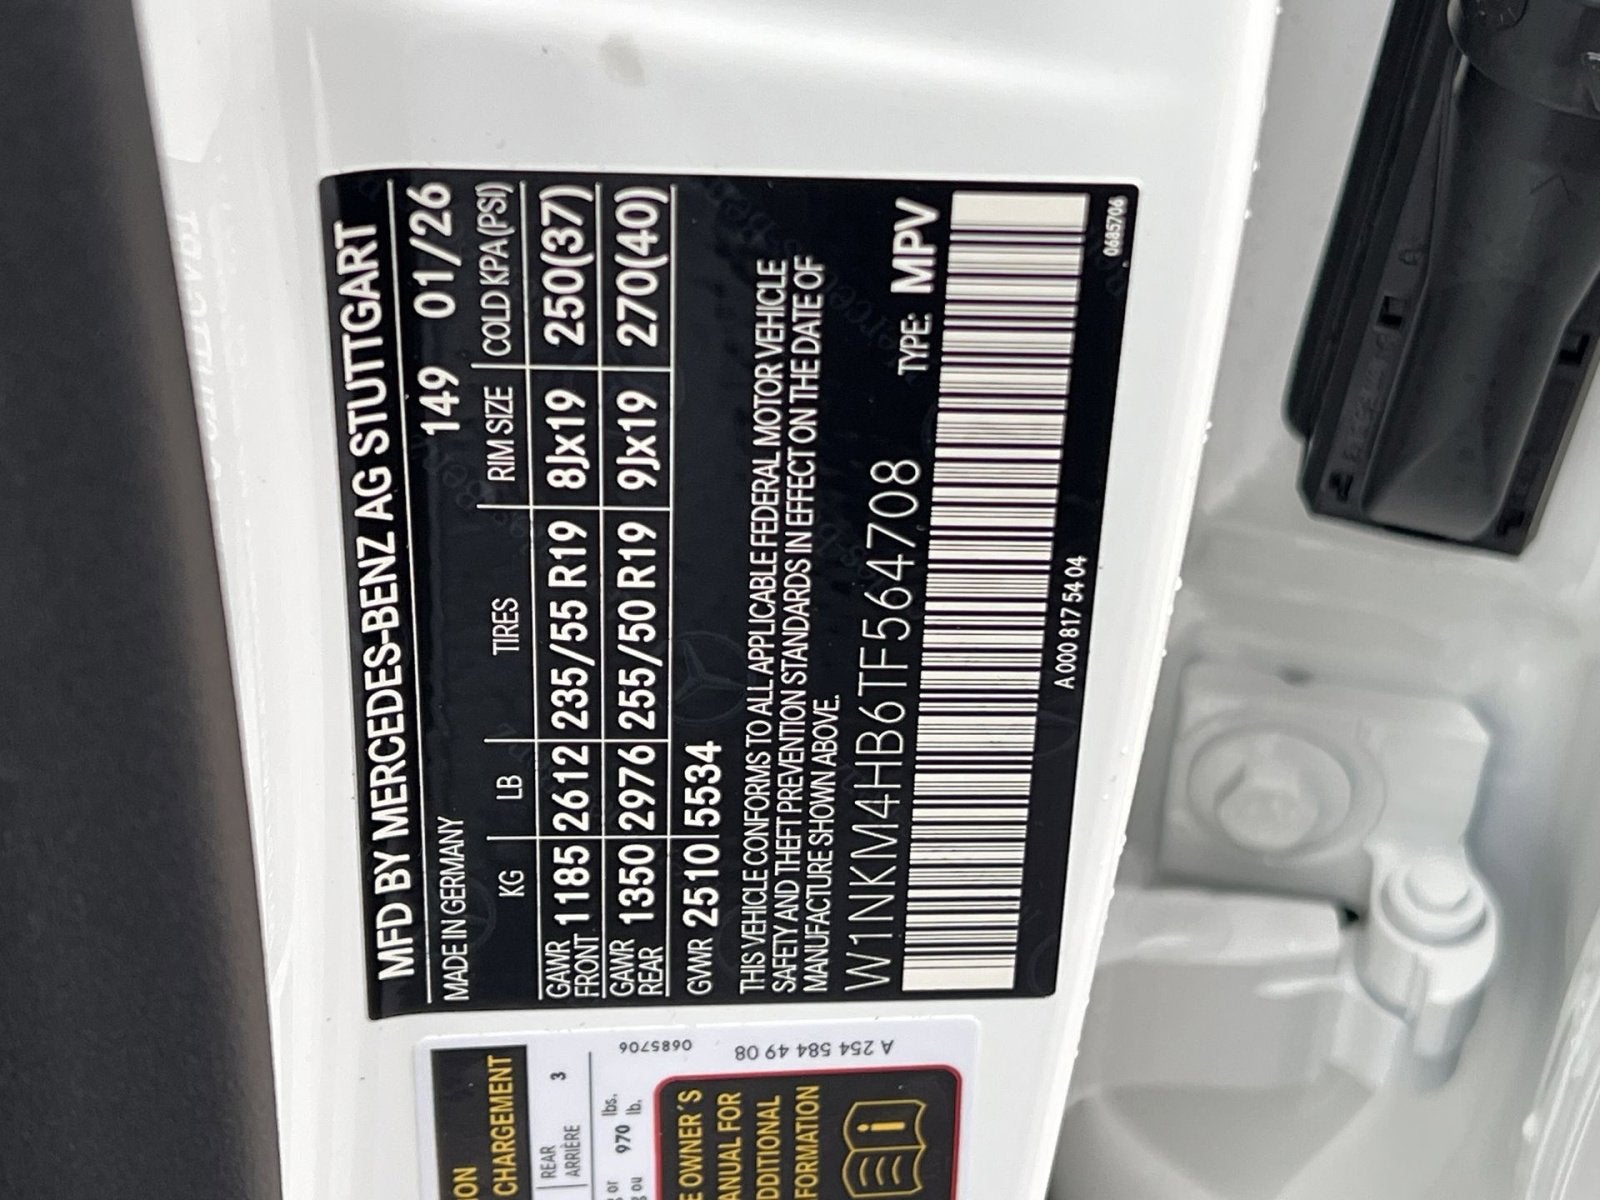 MFD BY MERCEDES-BENZ AG STUTTGART
MADE IN GERMANY 149 01/26
KG LB TIRES RIM SIZE COLD KPA(PSI)
GAWR FRONT 1185 2612 235/55 R19 8Jx19 250(37)
GAWR REAR 1350 2976 255/50 R19 9Jx19 270(40)
GVWR 2510 5534
THIS VEHICLE CONFORMS TO ALL APPLICABLE FEDERAL MOTOR VEHICLE
SAFETY AND THEFT PREVENTION STANDARDS IN EFFECT ON THE DATE OF
MANUFACTURE SHOWN ABOVE.
W1NKM4HB6TF564708 TYPE: MPV
A 000 817 54 04
0685706
CHARGEMENT
REAR
ARRIÈRE 3
or 970 lbs.
ou lb.
0685706
A 254 584 49 08
OWNER'S
FOR